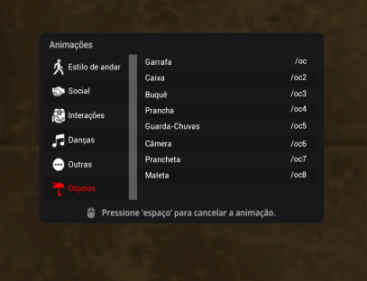 Animações
Estilo de andar
Social
Interações
Danças
Outras
Objetos
Garrafa /oc
Caixa /oc2
Buquê /oc3
Prancha /oc4
Guarda-Chuvas /oc5
Câmera /oc6
Prancheta /oc7
Maleta /oc8
Pressione 'espaço' para cancelar a animação.